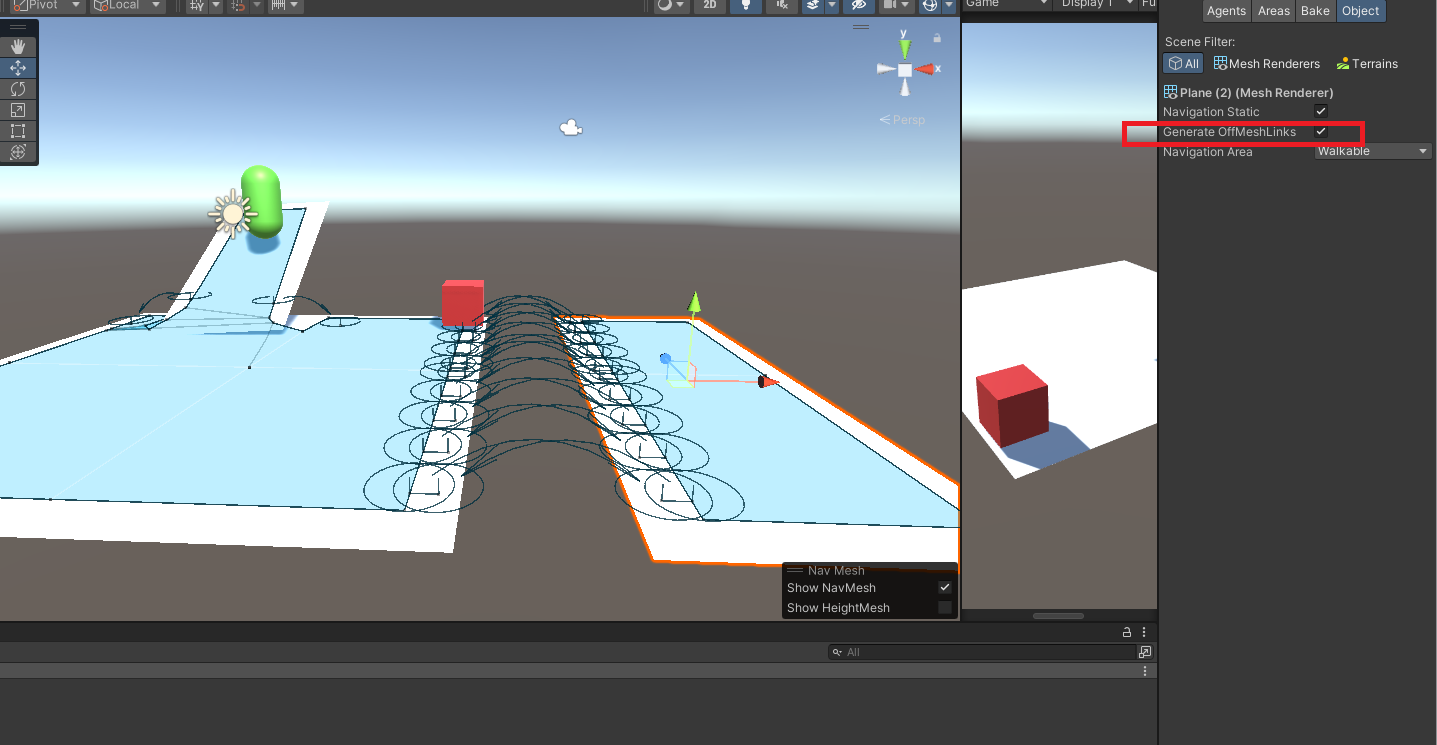 Pivot
Local
2D
Game
Display 1
Fu
Agents
Areas
Bake
Object
Scene Filter:
All
Mesh Renderers
Terrains
Plane (2) (Mesh Renderer)
Navigation Static
Generate OffMeshLinks
Navigation Area
Walkable
y
x
Persp
Nav Mesh
Show NavMesh
Show HeightMesh
All